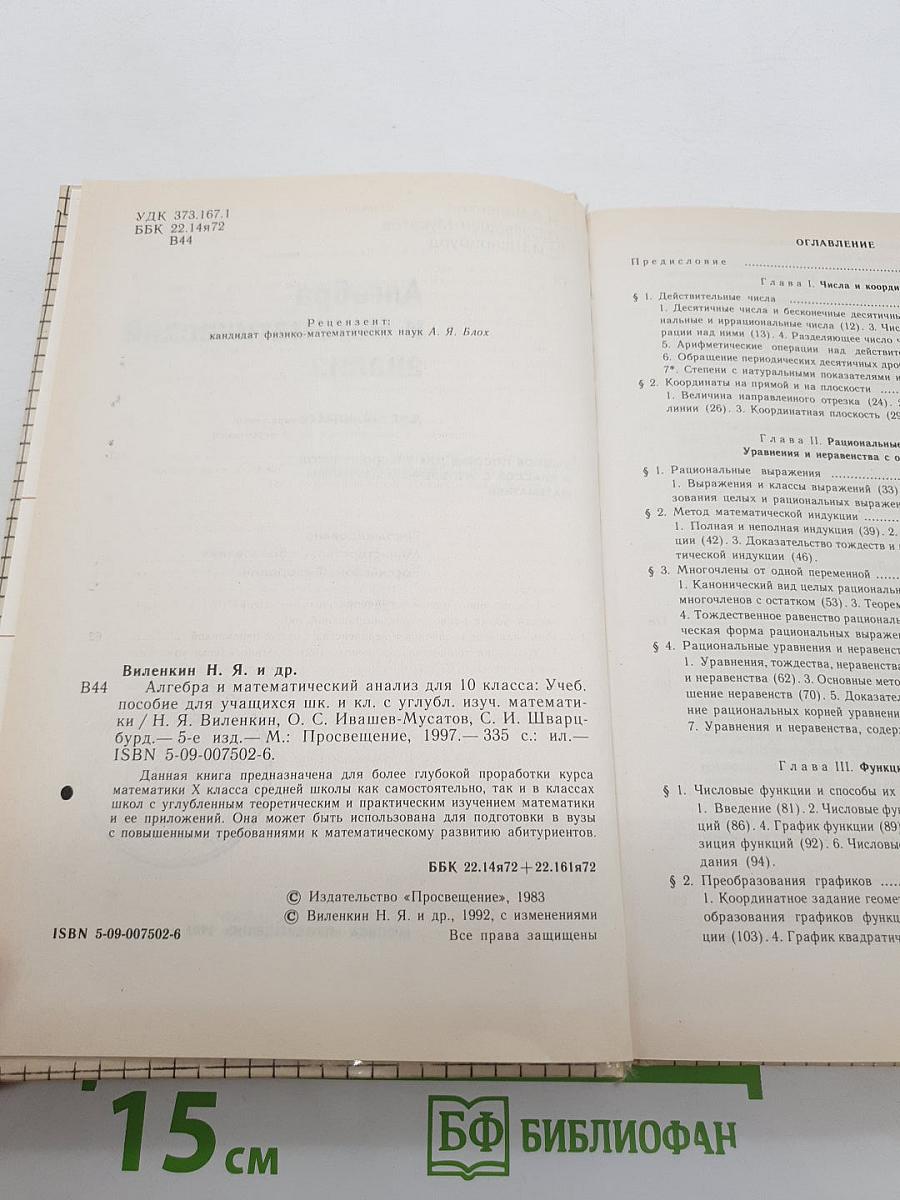 УДК 373.167.1
ББК 22.14я72
В44
Рецензент:
кандидат физико-математических наук А. Я. Блох
Виленкин Н. Я. и др.
В44 Алгебра и математический анализ для 10 класса: Учеб.
пособие для учащихся шк. и кл. с углубл. изуч. математи-
ки / Н. Я. Виленкин, О. С. Ивашев-Мусатов, С. И. Шварц-
бурд.— 5-е изд.— М.: Просвещение, 1997.— 335 с.: ил.—
ISBN 5-09-007502-6.
Данная книга предназначена для более глубокой проработки курса
математики X класса средней школы как самостоятельно, так и в классах
школ с углубленным теоретическим и практическим изучением математики
и ее приложений. Она может быть использована для подготовки в вузы
с повышенными требованиями к математическому развитию абитуриентов.
ББК 22.14я72+22.161я72
© Издательство «Просвещение», 1983
© Виленкин Н. Я. и др., 1992, с изменениями
ISBN 5-09-007502-6 Все права защищены
ОГЛАВЛЕНИЕ
Предисловие
Глава I. Числа и коорди
§ 1. Действительные числа
1. Десятичные числа и бесконечные десятичны
нальные и иррациональные числа (12). 3. Чис
рации над ними (13). 4. Разделяющее число
5. Арифметические операции над действите
6. Обращение периодических десятичных дро
7*. Степени с натуральными показателями и
§ 2. Координаты на прямой и на плоскости
1. Величина направленного отрезка (24).
линии (26). 3. Координатная плоскость (29
Глава II. Рациональные
Уравнения и неравенства с о
§ 1. Рациональные выражения
1. Выражения и классы выражений (33)
зования целых и рациональных выражен
§ 2. Метод математической индукции
1. Полная и неполная индукция (39). 2.
ции (42). 3. Доказательство тождеств и
тической индукции (46).
§ 3. Многочлены от одной переменной
1. Канонический вид целых рациональн
многочленов с остатком (53). 3. Теорем
4. Тождественное равенство рациональ
ческая форма рациональных выраже
§ 4. Рациональные уравнения и неравенст
1. Уравнения, тождества, неравенства
и неравенства (62). 3. Основные мето
шение неравенств (70). 5. Доказател
ние рациональных корней уравнени
7. Уравнения и неравенства, содер
Глава III. Функци
§ 1. Числовые функции и способы их
1. Введение (81). 2. Числовые фу
ций (86). 4. График функции (89)
зиция функций (92). 6. Числовы
дания (94).
§ 2. Преобразования графиков
1. Координатное задание геомет
образования графиков функц
ции (103). 4. График квадратич
15 см
БФ БИБЛИОФАН